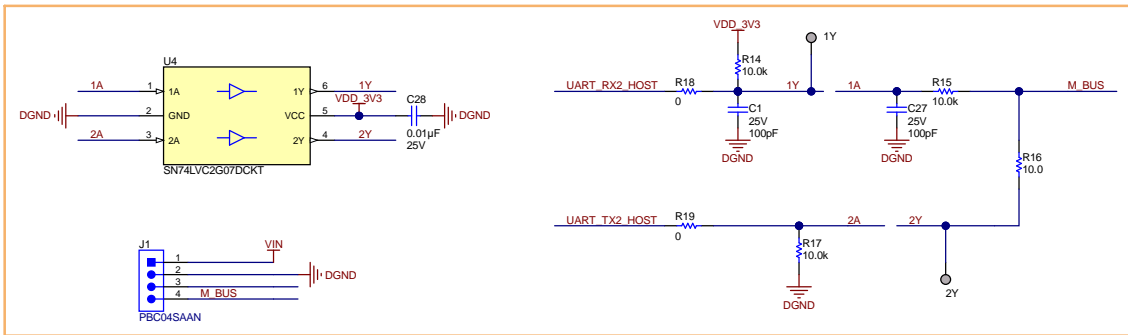 U4
1A 1 1A 1Y 6 1Y
VDD_3V3
DGND 2 GND VCC 5 DGND
C28
0.01µF
25V
2A 3 2A 2Y 4 2Y
SN74LVC2G07DCKT
J1
1 VIN
2
3 DGND
4 M_BUS
PBC04SAAN
VDD_3V3
R14
10.0k
1Y
UART_RX2_HOST R18 1Y 1A R15 M_BUS
0
10.0k
C1
25V
100pF
DGND
C27
25V
100pF
DGND
R16
10.0
UART_TX2_HOST R19 2A 2Y
0
R17
10.0k
DGND
2Y